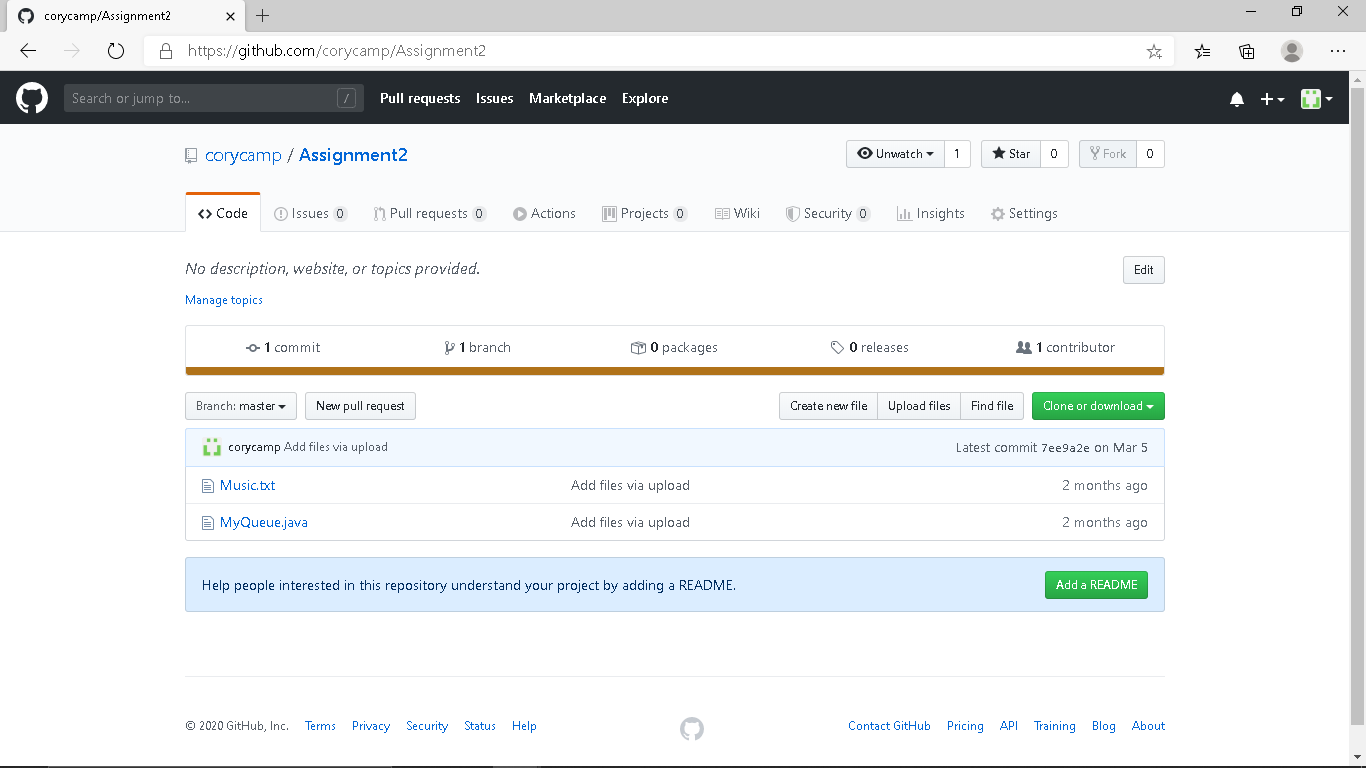 corycamp/Assignment2
https://github.com/corycamp/Assignment2
Search or jump to... / Pull requests Issues Marketplace Explore
corycamp / Assignment2 Unwatch 1 Star 0 Fork 0
Code Issues 0 Pull requests 0 Actions Projects 0 Wiki Security 0 Insights Settings
No description, website, or topics provided. Edit
Manage topics
1 commit 1 branch 0 packages 0 releases 1 contributor
Branch: master New pull request Create new file Upload files Find file Clone or download
corycamp Add files via upload Latest commit 7ee9a2e on Mar 5
Music.txt Add files via upload 2 months ago
MyQueue.java Add files via upload 2 months ago
Help people interested in this repository understand your project by adding a README. Add a README
© 2020 GitHub, Inc. Terms Privacy Security Status Help Contact GitHub Pricing API Training Blog About